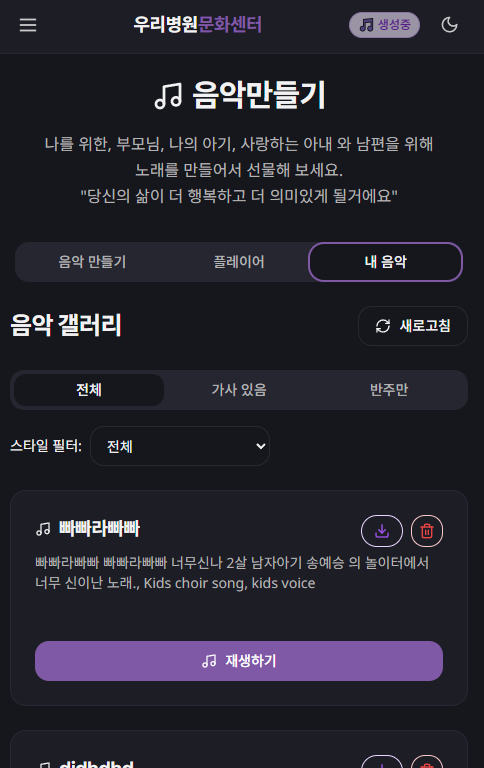 우리병원문화센터
생성중
음악만들기
나를 위한, 부모님, 나의 아기, 사랑하는 아내 와 남편을 위해
노래를 만들어서 선물해 보세요.
"당신의 삶이 더 행복하고 더 의미있게 될거에요"
음악 만들기
플레이어
내 음악
음악 갤러리
새로고침
전체
가사 있음
반주만
스타일 필터:
전체
빠빠라빠빠
빠빠라빠빠 빠빠라빠빠 너무신나 2살 남자아기 송예승 의 놀이터에서
너무 신이난 노래., Kids choir song, kids voice
재생하기